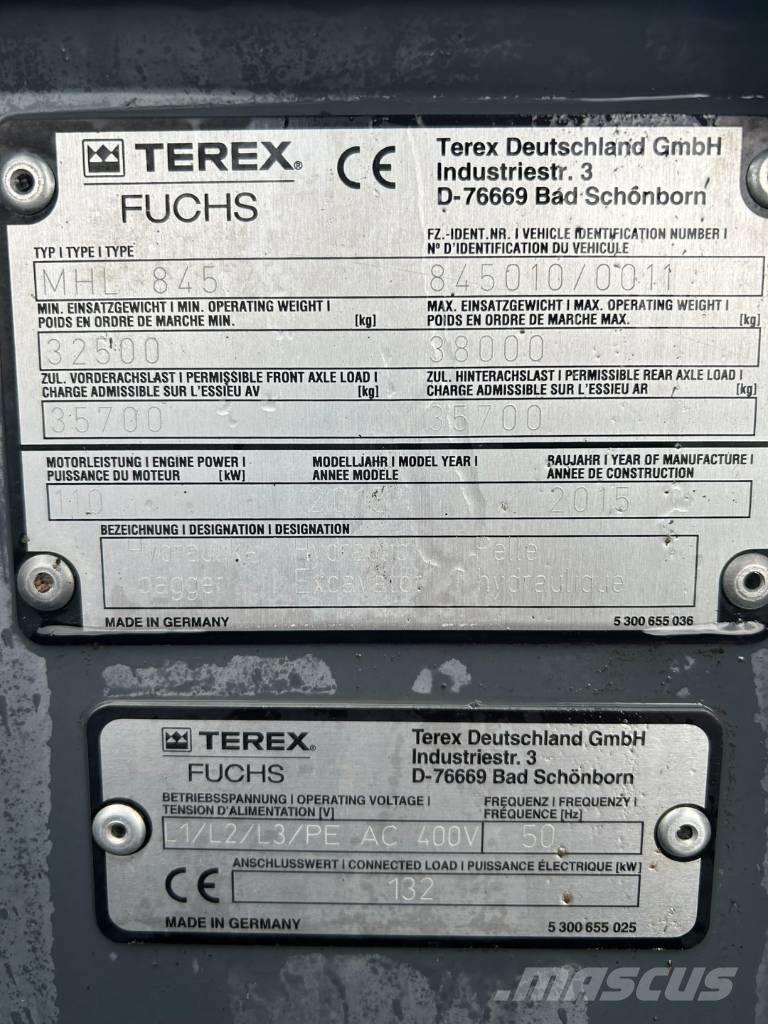 TEREX®
FUCHS
CE
Terex Deutschland GmbH
Industriestr. 3
D-76669 Bad Schönborn
TYP I TYPE I TYPE
MHL 845
FZ.-IDENT.NR. I VEHICLE IDENTIFICATION NUMBER I
N° D'IDENTIFICATION DU VEHICULE
845010/0011
MIN. EINSATZGEWICHT I MIN. OPERATING WEIGHT I
POIDS EN ORDRE DE MARCHE MIN. [kg]
32500
MAX. EINSATZGEWICHT I MAX. OPERATING WEIGHT I
POIDS EN ORDRE DE MARCHE MAX. [kg]
38000
ZUL. VORDERACHSLAST I PERMISSIBLE FRONT AXLE LOAD I
CHARGE ADMISSIBLE SUR L'ESSIEU AV [kg]
35700
ZUL. HINTERACHSLAST I PERMISSIBLE REAR AXLE LOAD I
CHARGE ADMISSIBLE SUR L'ESSIEU AR [kg]
35700
MOTORLEISTUNG I ENGINE POWER I
PUISSANCE DU MOTEUR [kW]
110
MODELLJAHR I MODEL YEAR I
ANNEE MODELE
BAUJAHR I YEAR OF MANUFACTURE I
ANNEE DE CONSTRUCTION
2015
BEZEICHNUNG I DESIGNATION I DESIGNATION
Hydraulik- Hydraulic Pelle
bagger Excavator hydraulique
MADE IN GERMANY 5 300 655 036
TEREX®
FUCHS
Terex Deutschland GmbH
Industriestr. 3
D-76669 Bad Schönborn
BETRIEBSSPANNUNG I OPERATING VOLTAGE I
TENSION D'ALIMENTATION [V]
L1/L2/L3/PE AC 400V
FREQUENZ I FREQUENCY I
FRÉQUENCE [Hz]
50
ANSCHLUSSWERT I CONNECTED LOAD I PUISSANCE ÉLECTRIQUE [kW]
CE
132
MADE IN GERMANY 5 300 655 025
MASCUS